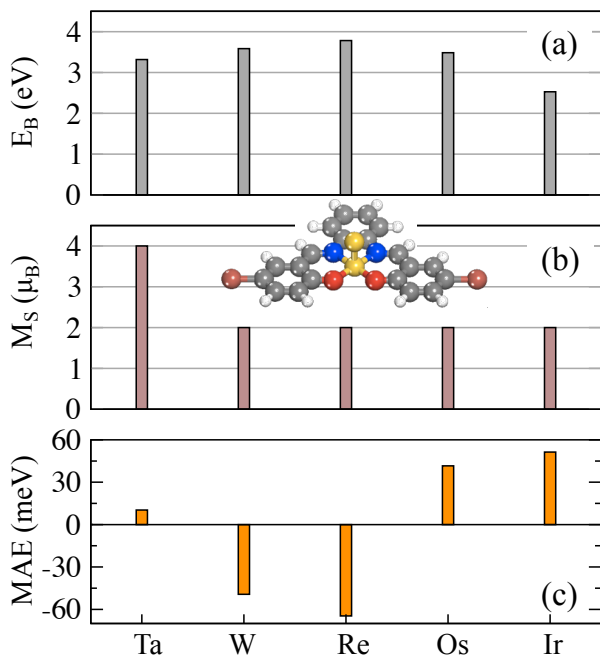 4
3
2
1
0
E_B (eV)
(a)
4
3
2
1
0
M_S (μ_B)
(b)
60
30
0
-30
-60
MAE (meV)
(c)
Ta W Re Os Ir